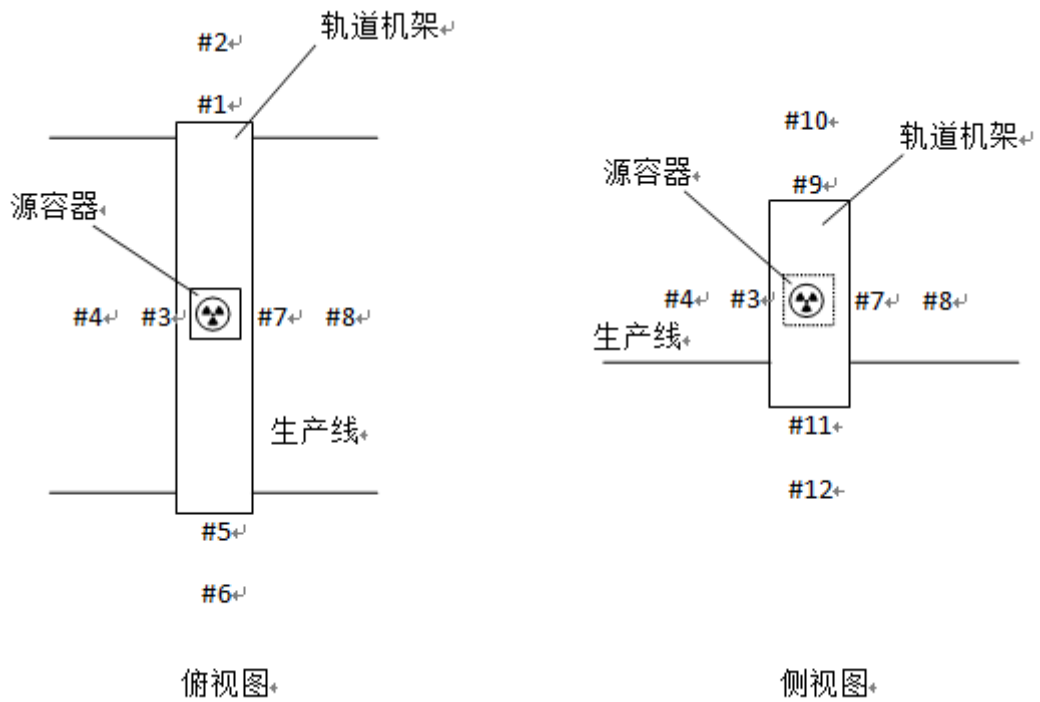 #2
轨道机架
#1
源容器
#4 #3 #7 #8
生产线
#5
#6
俯视图
#10
轨道机架
源容器
#9
#4 #3 #7 #8
生产线
#11
#12
侧视图